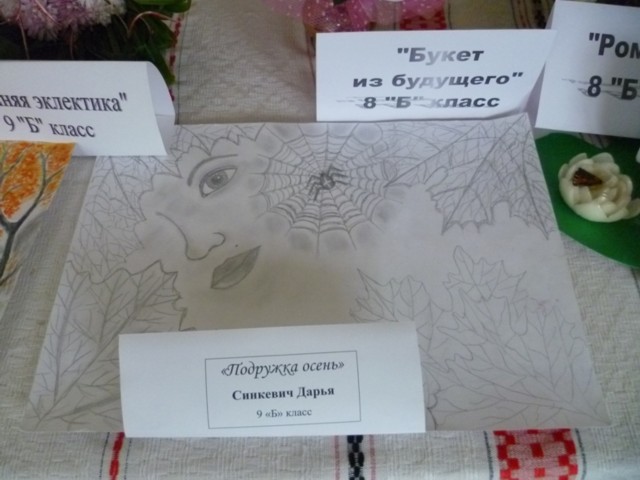 "Букет
из будущего"
8 "Б" класс
"Ром
8 "Б
няя эклектика"
9 "Б" класс
«Подружка осень»
Синкевич Дарья
9 «Б» класс